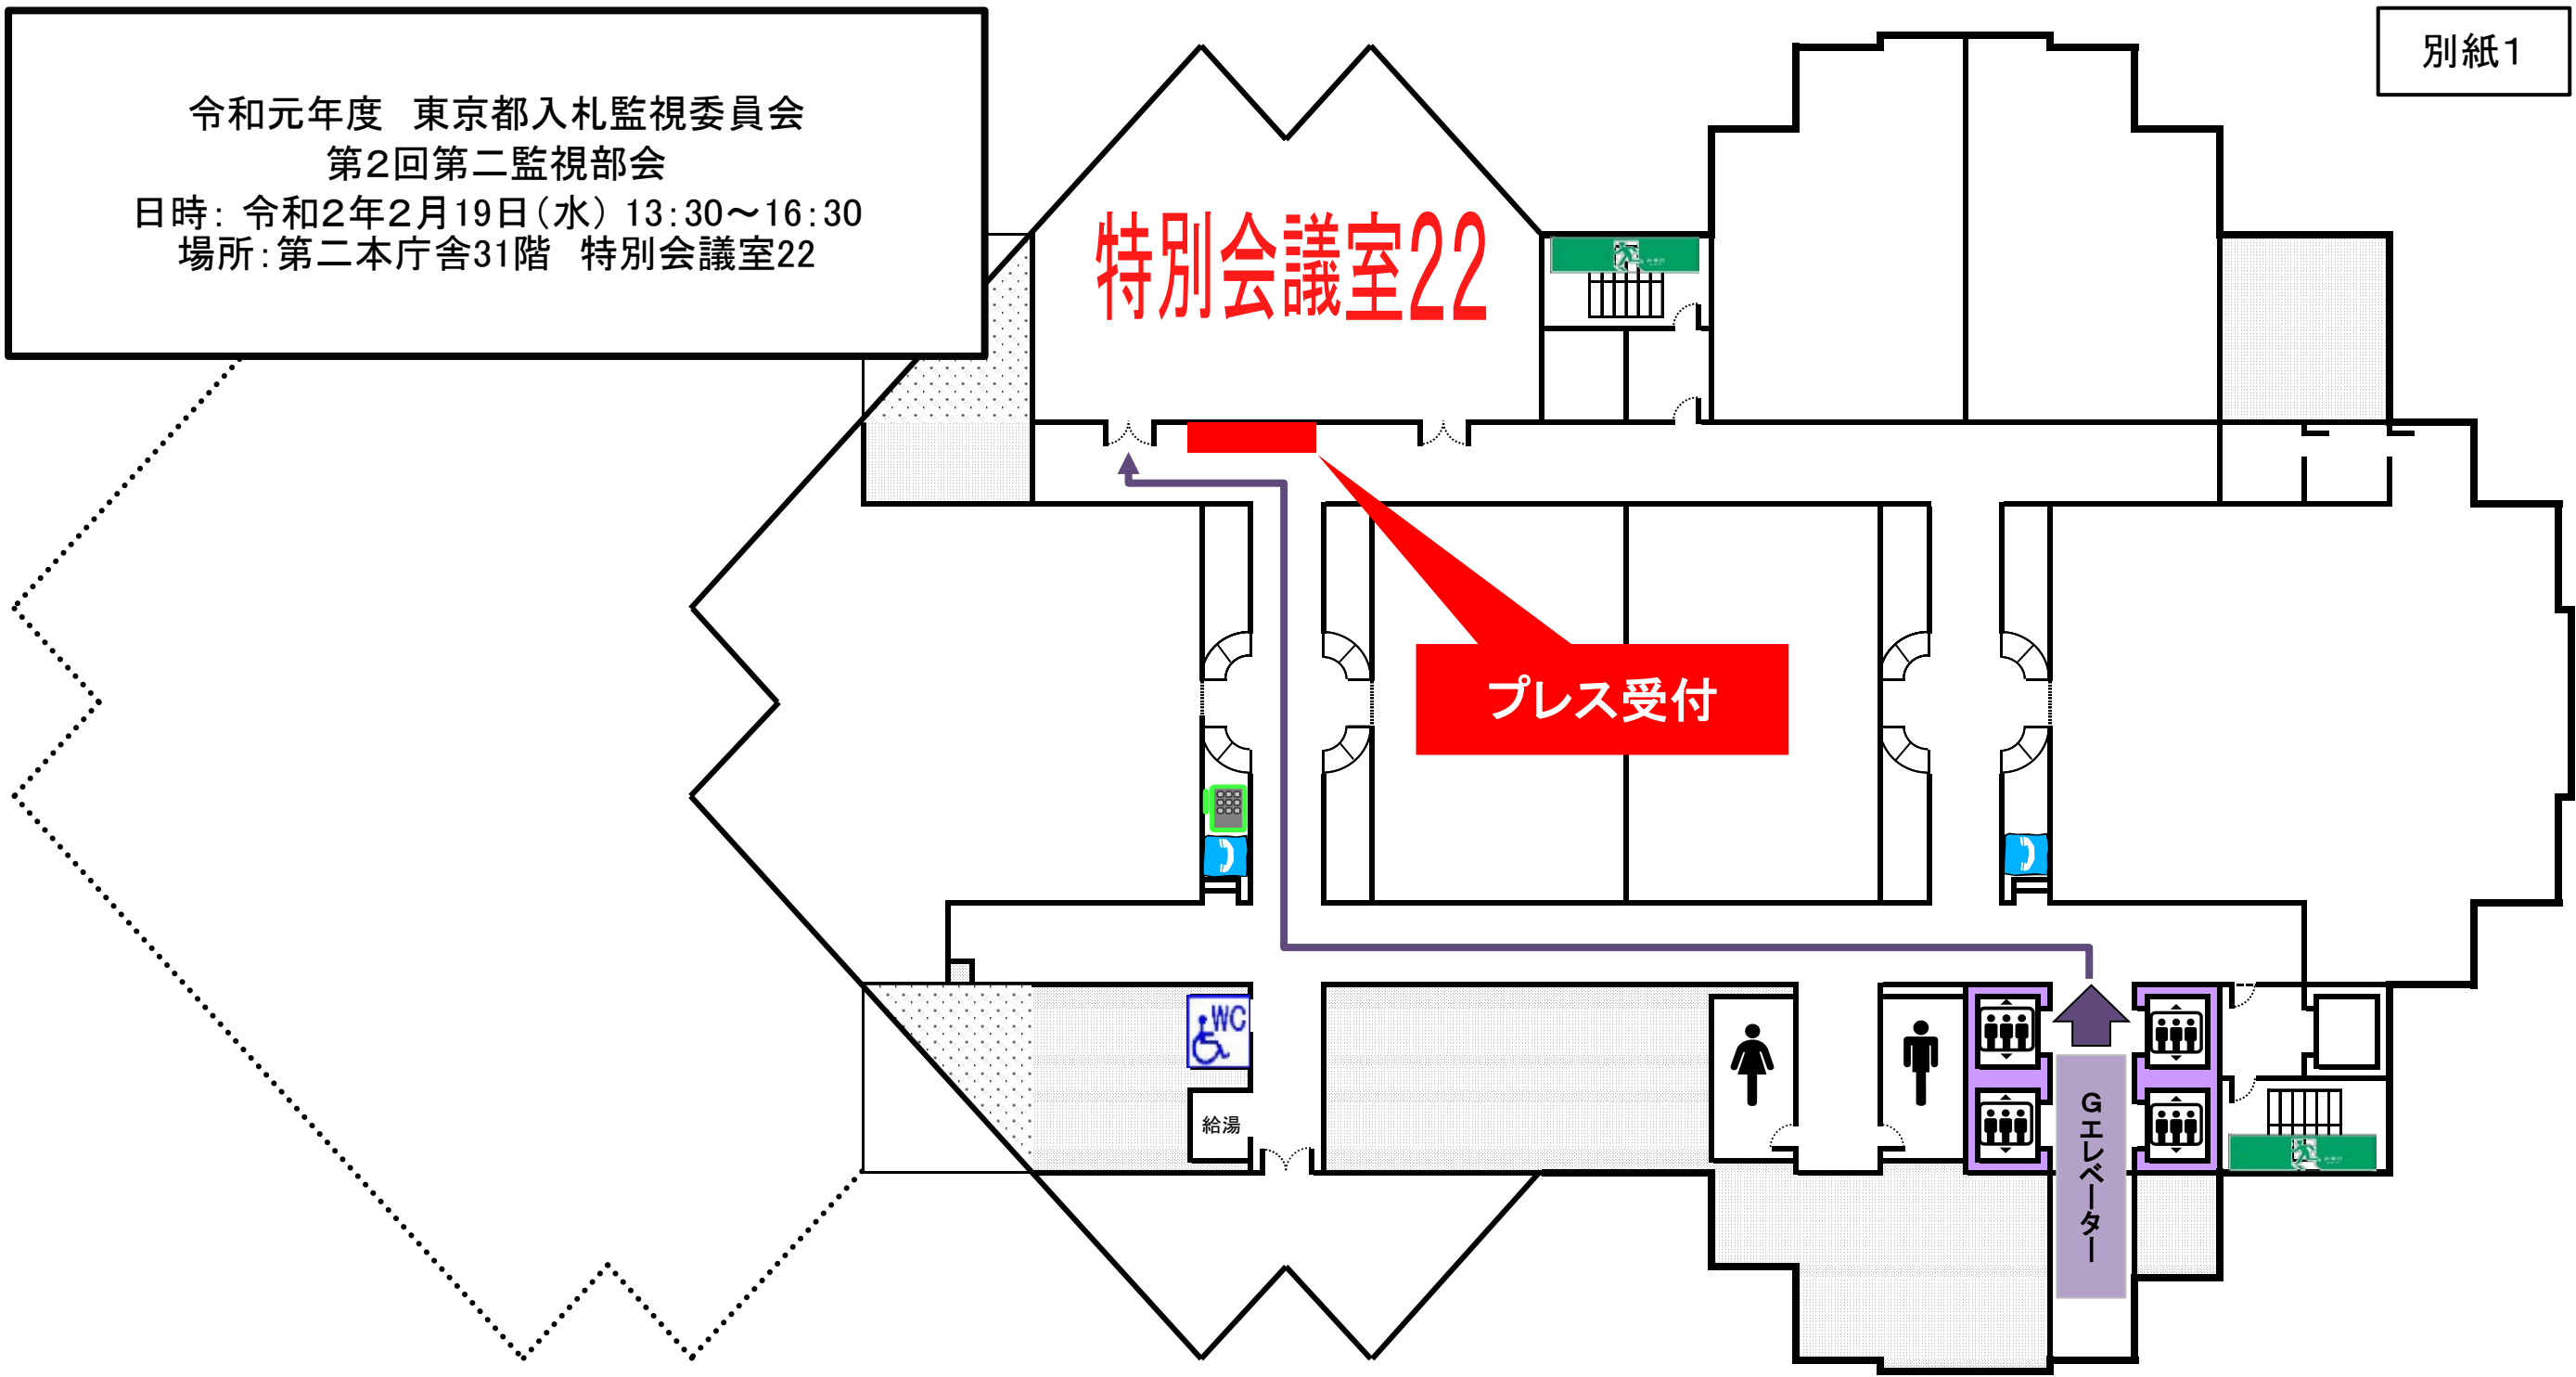 令和元年度　東京都入札監視委員会
第２回第二監視部会
日時：令和２年２月19日（水）13：30～16：30
場所：第二本庁舎31階　特別会議室22
別紙１
特別会議室22
プレス受付
WC
給湯
Gエレベーター